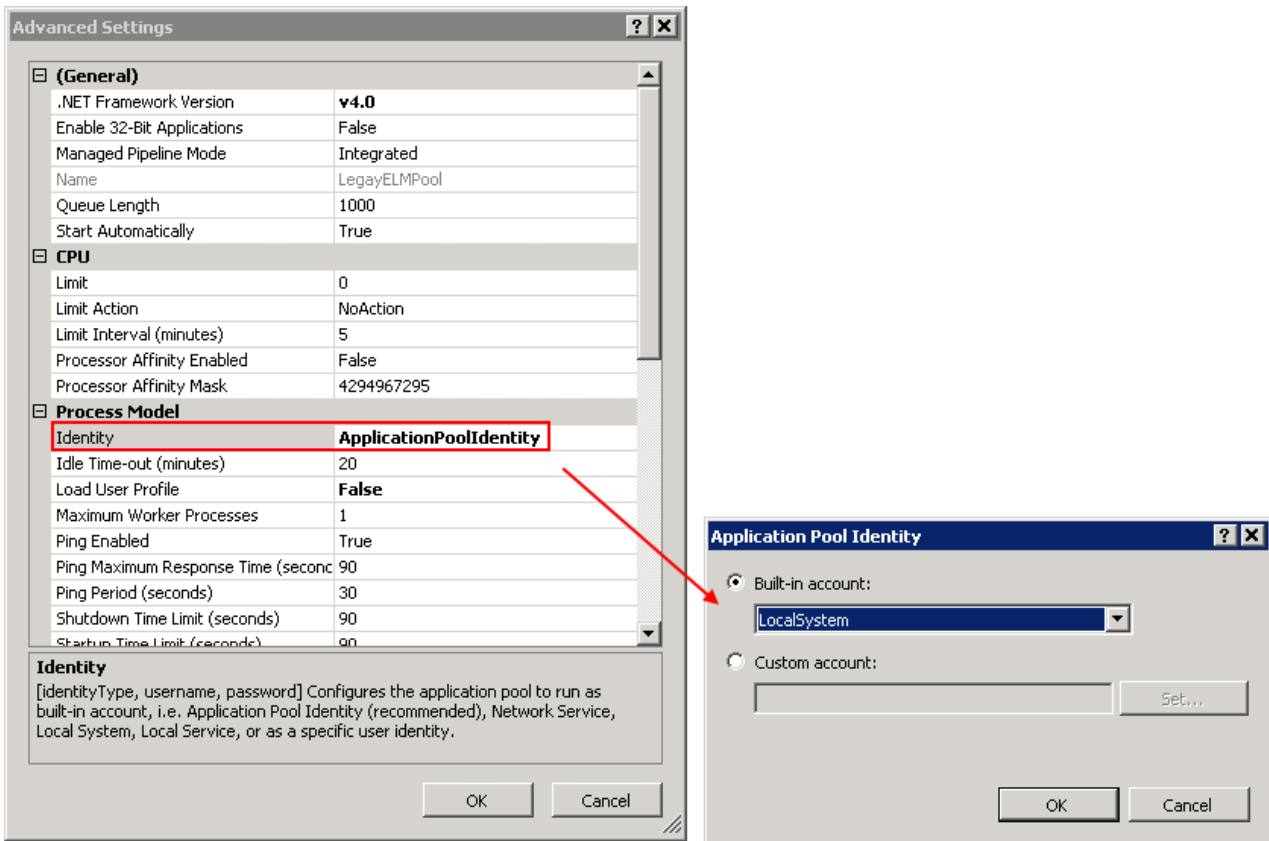 Advanced Settings
(General)
.NET Framework Version v4.0
Enable 32-Bit Applications False
Managed Pipeline Mode Integrated
Name LegayELMPool
Queue Length 1000
Start Automatically True
CPU
Limit 0
Limit Action NoAction
Limit Interval (minutes) 5
Processor Affinity Enabled False
Processor Affinity Mask 4294967295
Process Model
Identity ApplicationPoolIdentity
Idle Time-out (minutes) 20
Load User Profile False
Maximum Worker Processes 1
Ping Enabled True
Ping Maximum Response Time (seconc 90
Ping Period (seconds) 30
Shutdown Time Limit (seconds) 90
Startup Time Limit (seconds) 90
Identity
[identityType, username, password] Configures the application pool to run as
built-in account, i.e. Application Pool Identity (recommended), Network Service,
Local System, Local Service, or as a specific user identity.
OK Cancel
Application Pool Identity
Built-in account:
LocalSystem
Custom account:
Set...
OK Cancel